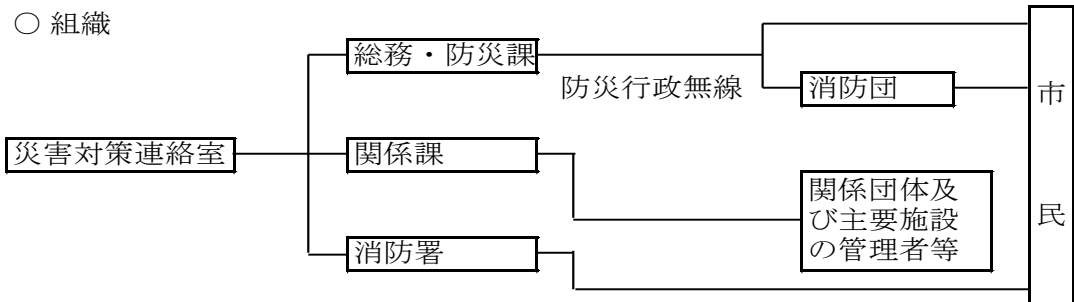 ○ 組織
総務・防災課
防災行政無線
消防団
市民
災害対策連絡室
関係課
関係団体及
び主要施設
の管理者等
消防署